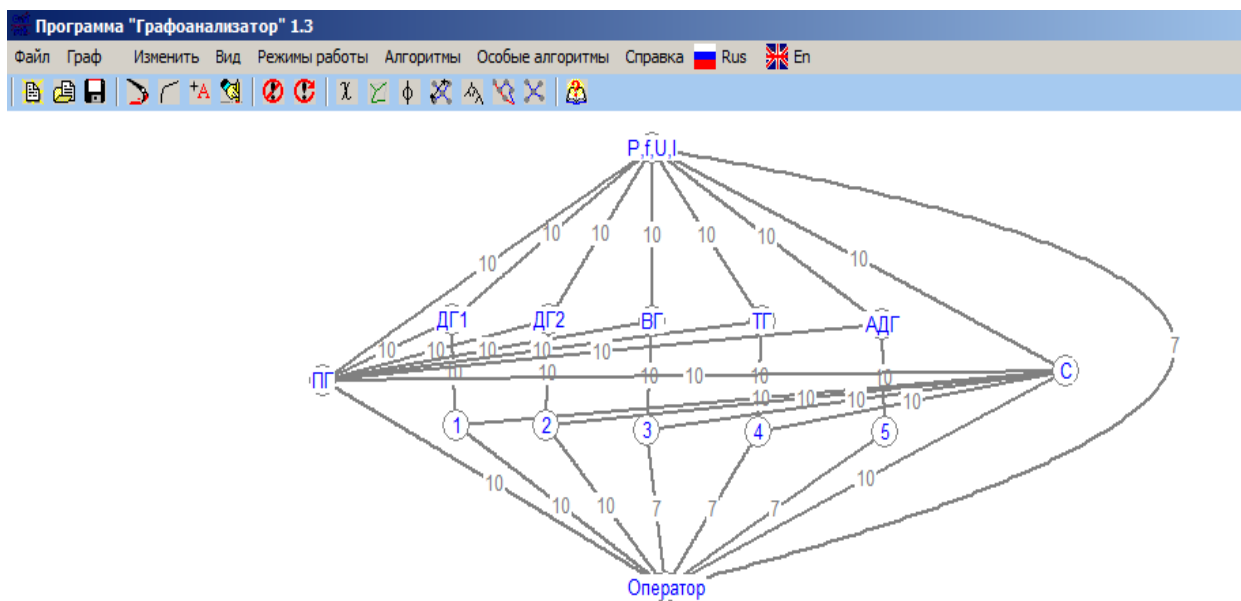 Программа "Графоанализатор" 1.3
Файл Граф Изменить Вид Режимы работы Алгоритмы Особые алгоритмы Справка Rus En
P,f,U,I
10 10 10 10 10
10 10
ДГ1 ДГ2 ВГ ТГ АДГ
7
10 10 10 10 10
ПГ 10 10 10 10 10 10 С
10 10 10 10
1 2 3 4 5
10 10
10 10 7 7 7
Оператор